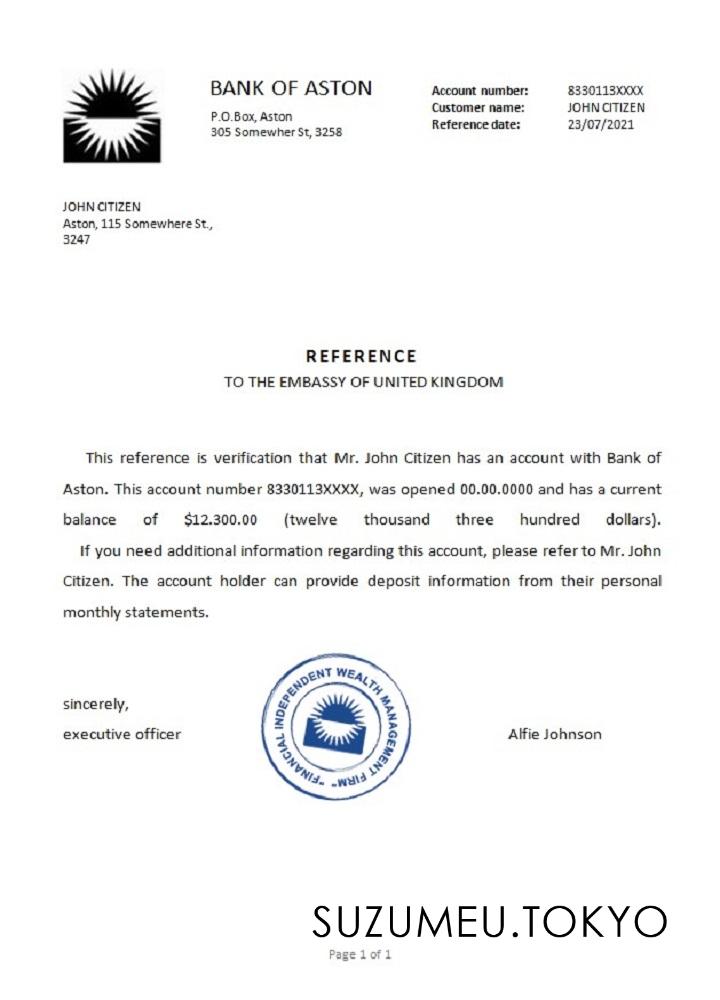 BANK OF ASTON
P.O.Box, Aston
305 Somewher St, 3258
Account number: 8330113XXXX
Customer name: JOHN CITIZEN
Reference date: 23/07/2021
JOHN CITIZEN
Aston, 115 Somewhere St.,
3247
REFERENCE
TO THE EMBASSY OF UNITED KINGDOM
This reference is verification that Mr. John Citizen has an account with Bank of
Aston. This account number 8330113XXXX, was opened 00.00.0000 and has a current
balance of $12.300.00 (twelve thousand three hundred dollars).
If you need additional information regarding this account, please refer to Mr. John
Citizen. The account holder can provide deposit information from their personal
monthly statements.
sincerely,
executive officer
"FINANCIAL INDEPENDENT WEALTH MANAGEMENT FIRM"
Alfie Johnson
SUZUMEU.TOKYO
Page 1 of 1